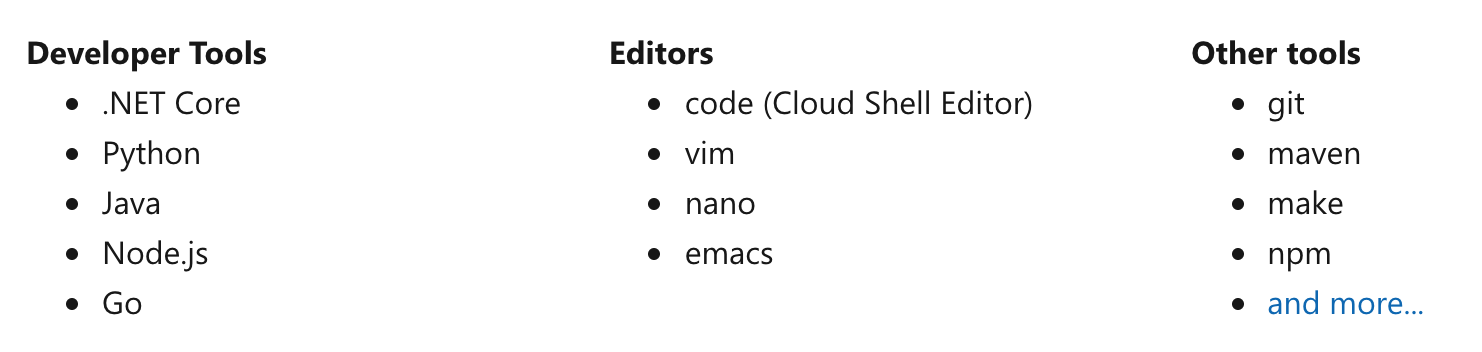 Developer Tools
• .NET Core
• Python
• Java
• Node.js
• Go
Editors
• code (Cloud Shell Editor)
• vim
• nano
• emacs
Other tools
• git
• maven
• make
• npm
• and more...